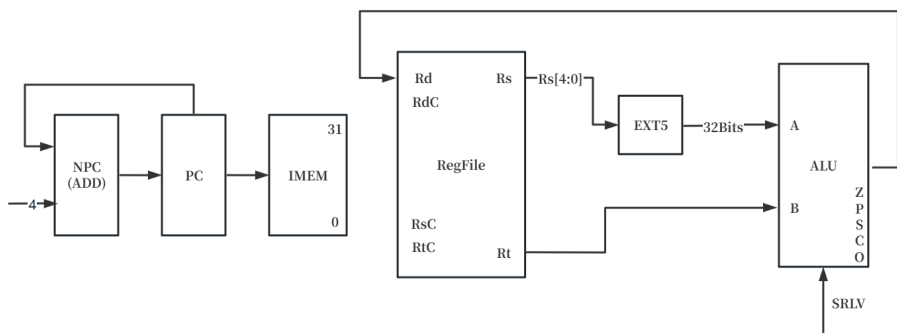 4
NPC
(ADD)
PC
31
IMEM
0
Rd
RdC
Rs
RegFile
RsC
RtC
Rt
Rs[4:0]
EXT5
32Bits
A
ALU
B
Z
P
S
C
O
SRLV